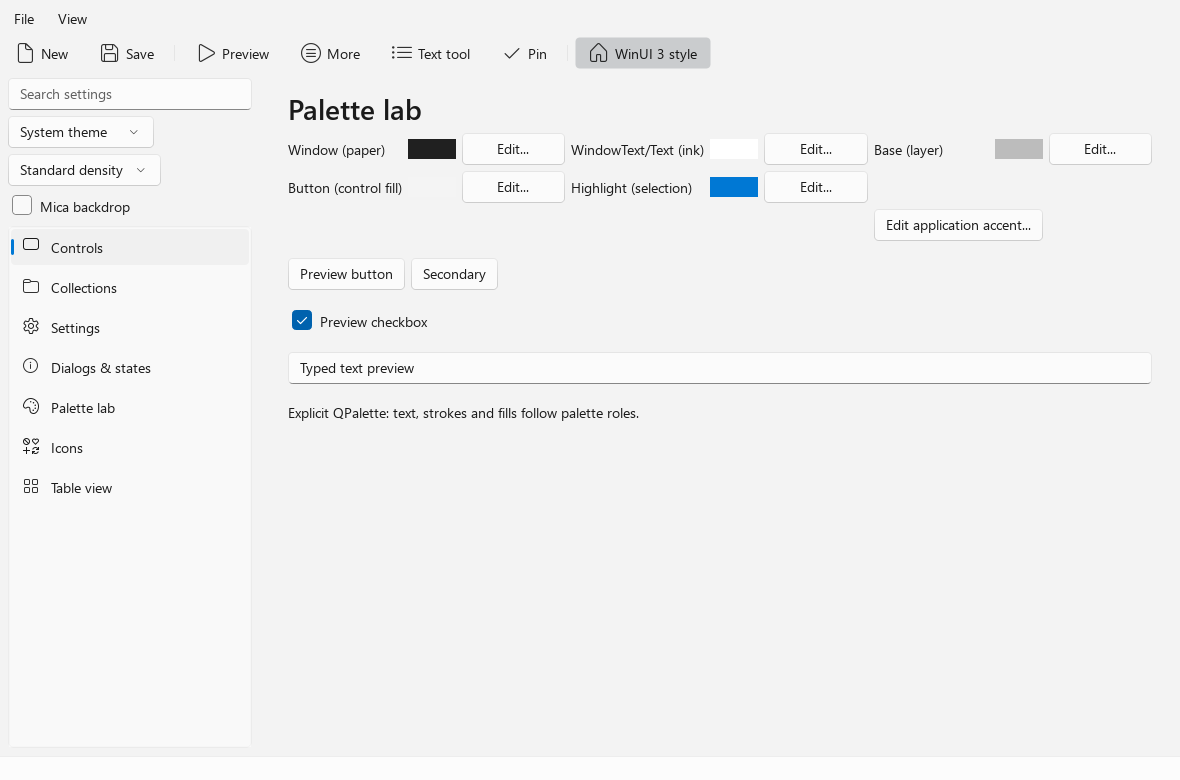 File View
New Save Preview More Text tool Pin WinUI 3 style
Search settings
System theme
Standard density
Mica backdrop
Controls
Collections
Settings
Dialogs & states
Palette lab
Icons
Table view
Palette lab
Window (paper) Edit... WindowText/Text (ink) Edit... Base (layer) Edit...
Button (control fill) Edit... Highlight (selection) Edit...
Edit application accent...
Preview button Secondary
Preview checkbox
Typed text preview
Explicit QPalette: text, strokes and fills follow palette roles.